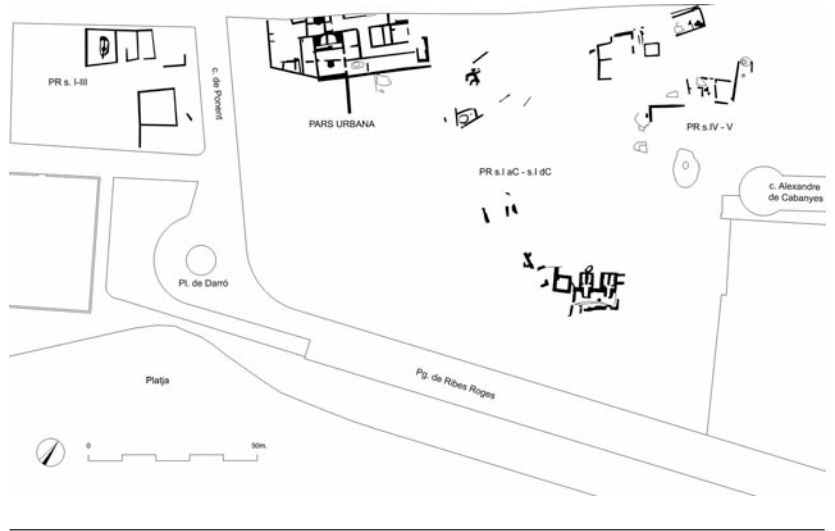 PR s. I-III
c. de Ponent
PARS URBANA
PR s.IV - V
PR s.I aC - s.I dC
c. Alexandre
de Cabanyes
Pl. de Darró
Pg. de Ribes Roges
Platja
0
50m.